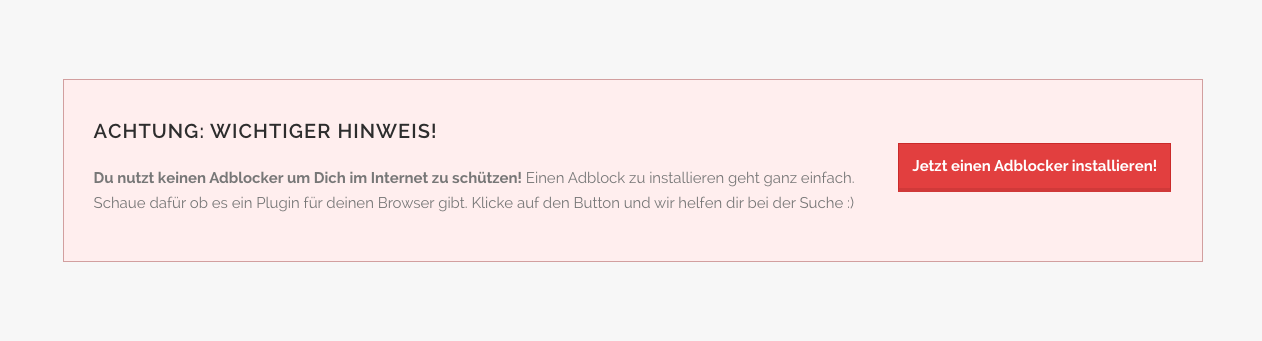 ACHTUNG: WICHTIGER HINWEIS!
Du nutzt keinen Adblocker um Dich im Internet zu schützen! Einen Adblock zu installieren geht ganz einfach.
Schaue dafür ob es ein Plugin für deinen Browser gibt. Klicke auf den Button und wir helfen dir bei der Suche :)
Jetzt einen Adblocker installieren!